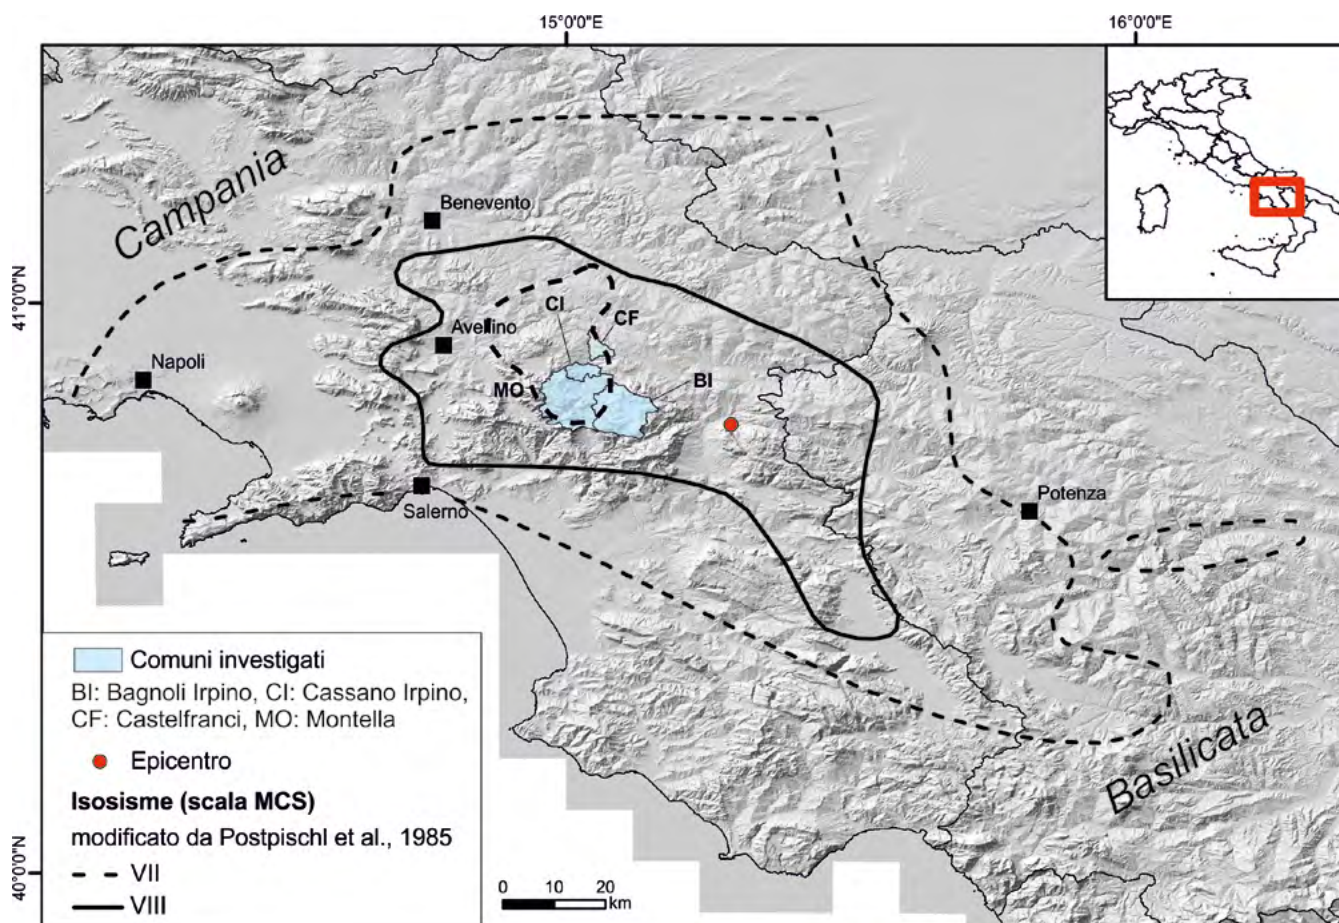 15°0'0"E
16°0'0"E
Campania
Benevento
41°0'0"N
CI
CF
Avellino
Napoli
MO
BI
Salerno
Potenza
Basilicata
Comuni investigati
BI: Bagnoli Irpino, CI: Cassano Irpino,
CF: Castelfranci, MO: Montella
Epicentro
Isosisme (scala MCS)
modificato da Postpischl et al., 1985
VII
VIII
40°0'0"N
0 10 20
km